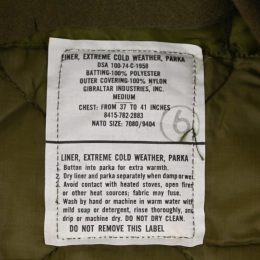 LINER, EXTREME COLD WEATHER, PARKA
DSA 100-74-C-1958
BATTING-100% POLYESTER
OUTER COVERING-100% NYLON
GIBRALTAR INDUSTRIES, INC.
MEDIUM
CHEST: FROM 37 TO 41 INCHES
8415-782-2883
NATO SIZE: 7080/9404
6
LINER, EXTREME COLD WEATHER, PARKA
1. Button into parka for extra warmth.
2. Dry liner and parka separately when damp or wet.
3. Avoid contact with heated stoves, open fires,
or other heat sources; fabric may melt.
4. Wash by hand or machine in warm water with
mild soap or detergent, rinse thoroughly, and
drip or machine dry. DO NOT DRY CLEAN.
DO NOT REMOVE THIS LABEL